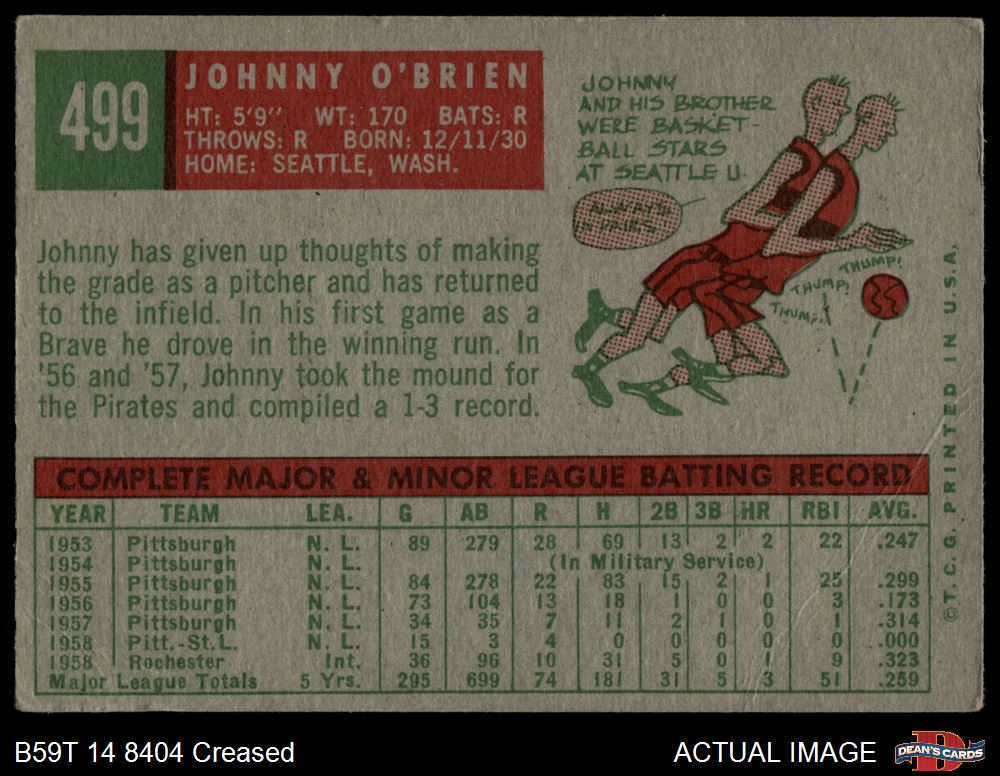 499
JOHNNY O'BRIEN
HT: 5'9" WT: 170 BATS: R
THROWS: R BORN: 12/11/30
HOME: SEATTLE, WASH.
JOHNNY
AND HIS BROTHER
WERE BASKET-
BALL STARS
AT SEATTLE U.
ALWAYS
IN PAIRS
THUMP!
THUMP!
THUMP!
Johnny has given up thoughts of making
the grade as a pitcher and has returned
to the infield. In his first game as a
Brave he drove in the winning run. In
'56 and '57, Johnny took the mound for
the Pirates and compiled a 1-3 record.
COMPLETE MAJOR & MINOR LEAGUE BATTING RECORD
YEAR TEAM LEA. G AB R H 2B 3B HR RBI AVG.
1953 Pittsburgh N. L. 89 279 28 69 13 2 2 22 .247
1954 Pittsburgh N. L. (In Military Service)
1955 Pittsburgh N. L. 84 278 22 83 15 2 1 25 .299
1956 Pittsburgh N. L. 73 104 13 18 1 0 0 3 .173
1957 Pittsburgh N. L. 34 35 7 11 2 1 0 1 .314
1958 Pitt.-St.L. N. L. 15 3 4 0 0 0 0 0 .000
1958 Rochester Int. 36 96 10 31 5 0 1 9 .323
Major League Totals 5 Yrs. 295 699 74 181 31 5 3 51 .259
©T.C.G. PRINTED IN U.S.A.
B59T 14 8404 Creased
ACTUAL IMAGE
D
DEAN'S CARDS